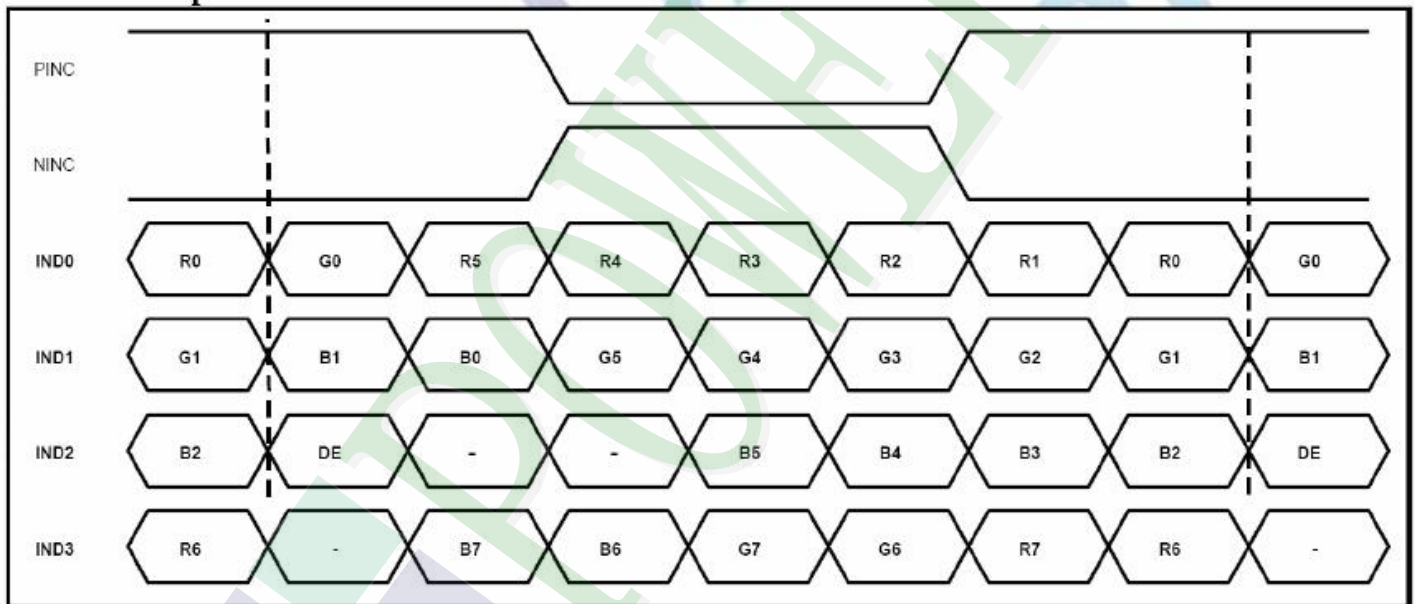 PINC
NINC
IND0 R0 G0 R5 R4 R3 R2 R1 R0 G0
IND1 G1 B1 B0 G5 G4 G3 G2 G1 B1
IND2 B2 DE - - B5 B4 B3 B2 DE
IND3 R6 - B7 B6 G7 G6 R7 R6 -